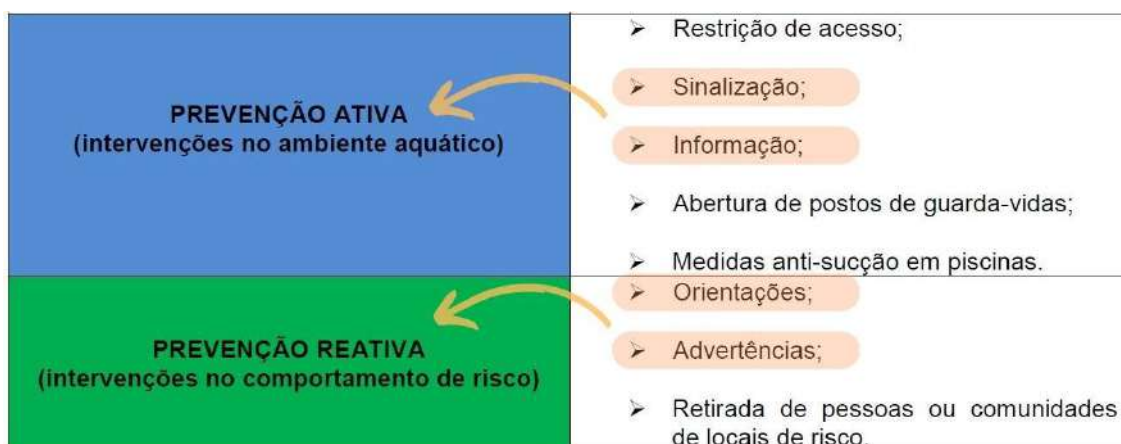 PREVENÇÃO ATIVA
(intervenções no ambiente aquático)
➢ Restrição de acesso;
➢ Sinalização;
➢ Informação;
➢ Abertura de postos de guarda-vidas;
➢ Medidas anti-sucção em piscinas.
PREVENÇÃO REATIVA
(intervenções no comportamento de risco)
➢ Orientações;
➢ Advertências;
➢ Retirada de pessoas ou comunidades
de locais de risco.